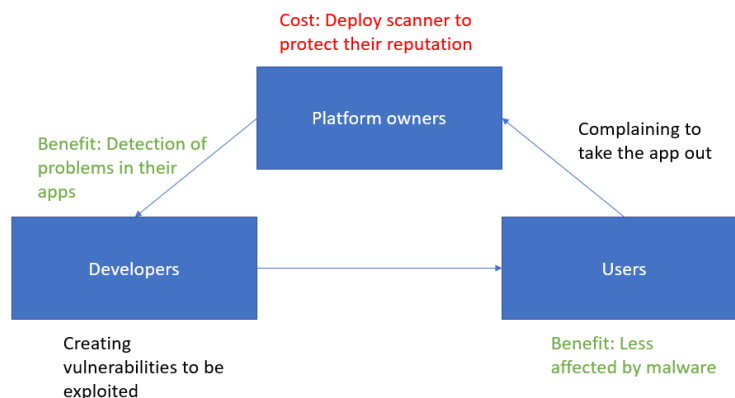 Cost: Deploy scanner to
protect their reputation
Platform owners
Benefit: Detection of
problems in their
apps
Complaining to
take the app out
Developers
Users
Creating
vulnerabilities to be
exploited
Benefit: Less
affected by malware